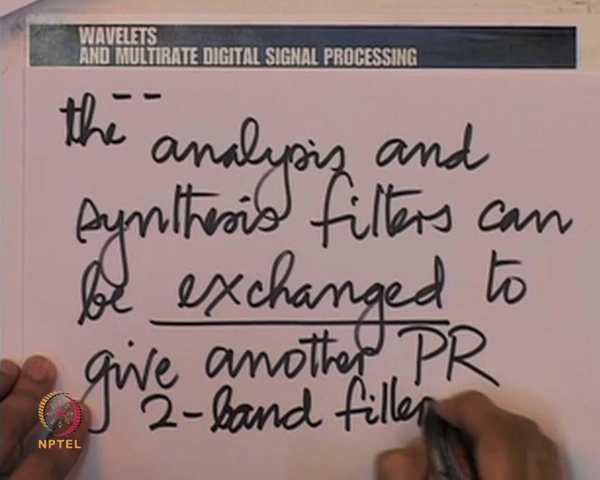 WAVELETS
AND MULTIRATE DIGITAL SIGNAL PROCESSING
the --
analysis and
synthesis filters can
be exchanged to
give another PR
2-band filter
NPTEL